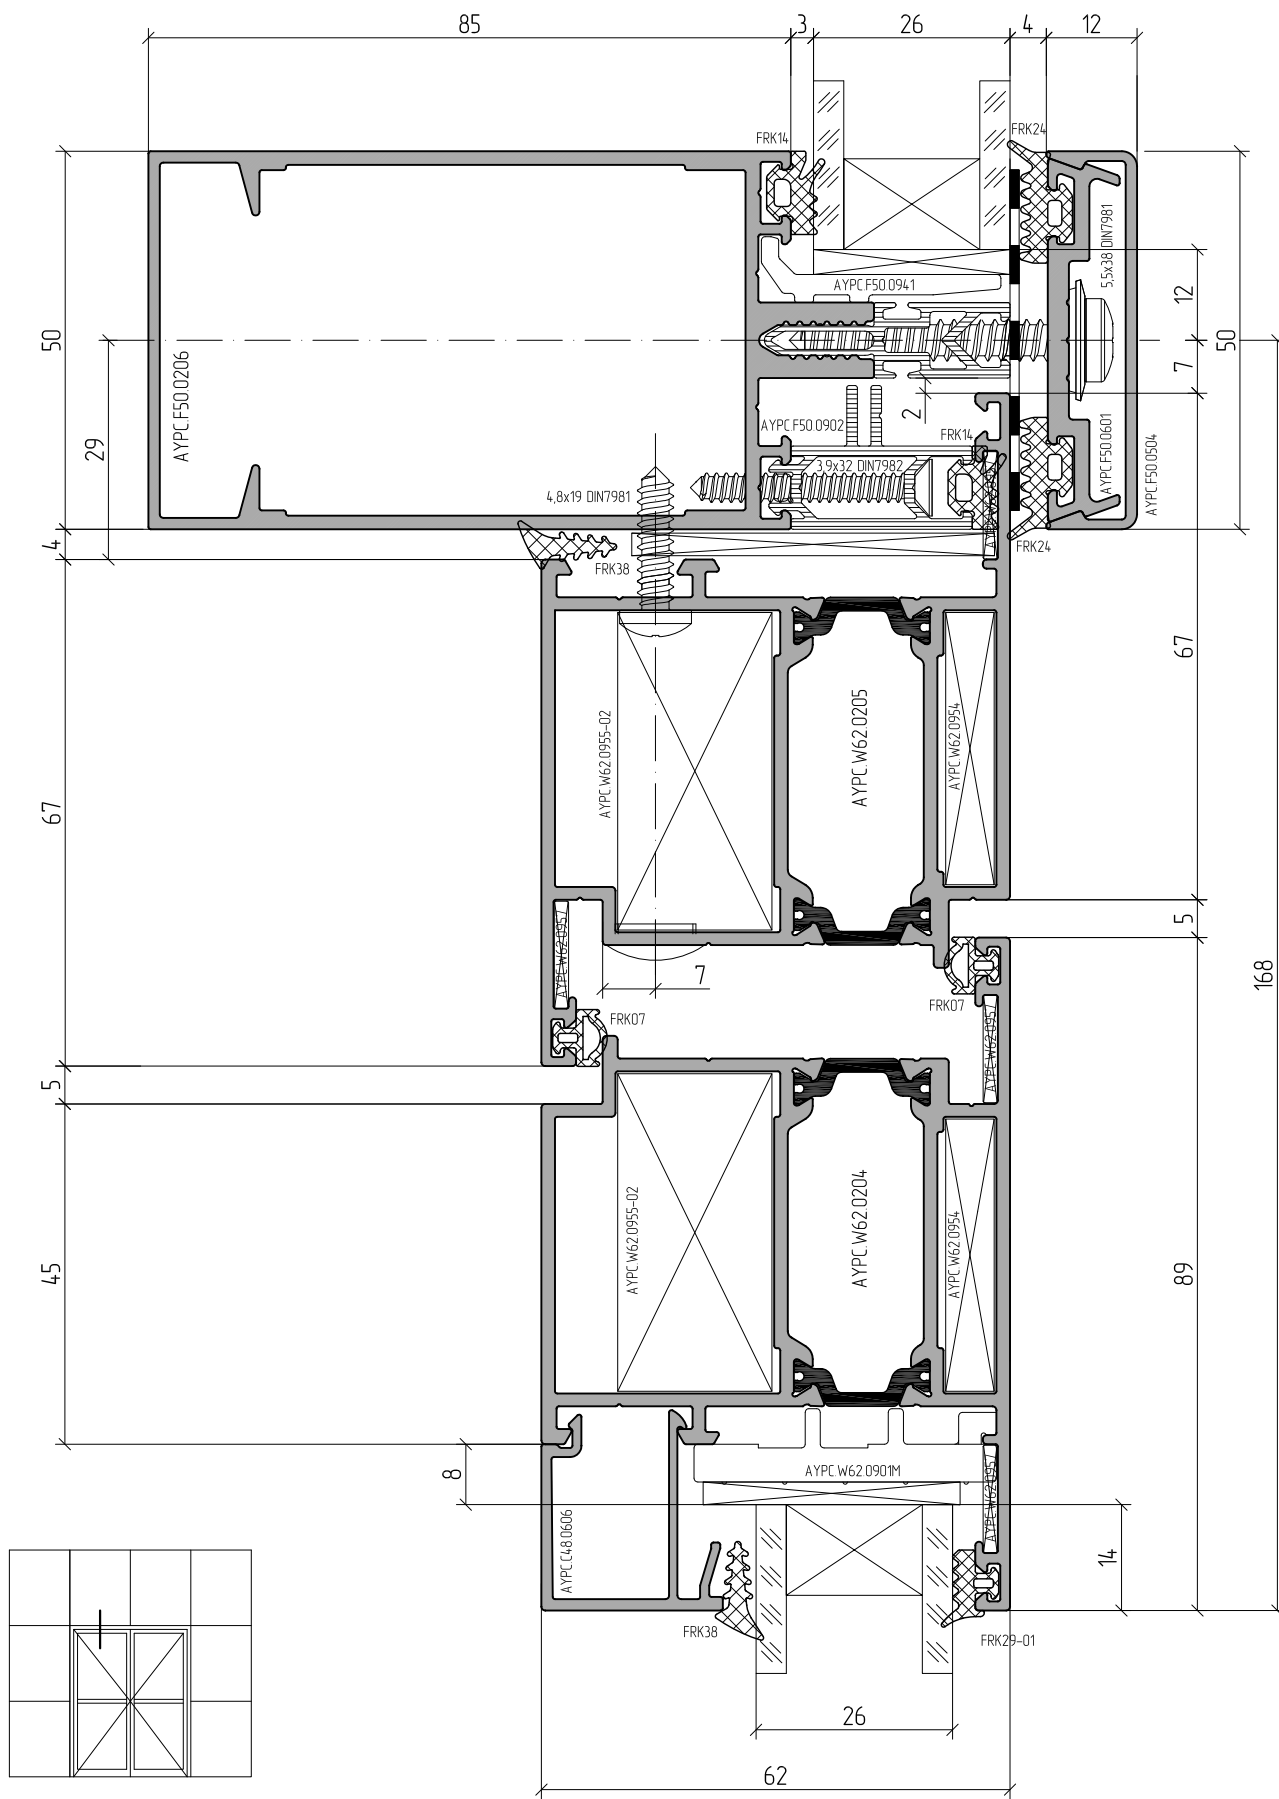 85
3
26
4
12
FRK14
FRK24
5,5x38 DIN7981
AYPC.F50.0941
12
50
50
AYPC.F50.0206
7
2
29
AYPC.F50.0902
FRK14
AYPC.F50.0601
AYPC.F50.0504
3,9x32 DIN7982
4,8x19 DIN7981
4
FRK38
FRK24
67
AYPC.W62.0955-02
AYPC.W62.0205
AYPC.W62.0954
67
5
AYPC.W62.0957
7
168
FRK07
FRK07
AYPC.W62.0957
5
AYPC.W62.0955-02
AYPC.W62.0204
AYPC.W62.0954
45
89
8
AYPC.W62.0901M
AYPC.W62.0957
AYPC.C48.0606
14
FRK38
FRK29-01
26
62